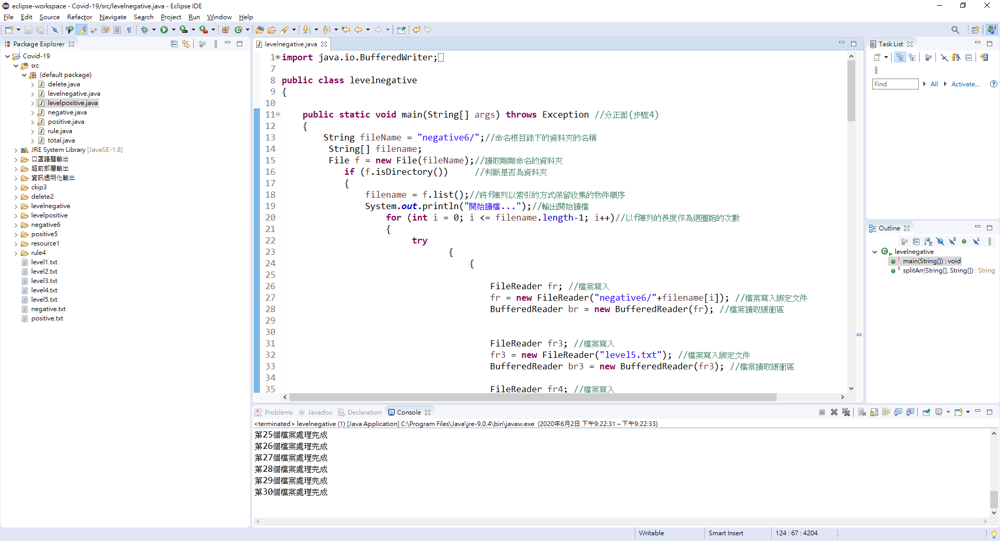 eclipse-workspace - Covid-19/src/levelnegative.java - Eclipse IDE
File Edit Source Refactor Navigate Search Project Run Window Help
Package Explorer
Covid-19
src
(default package)
delete.java
levelnegative.java
levelpositive.java
negative.java
positive.java
rule.java
total.java
JRE System Library [JavaSE-1.8]
口罩議題輸出
超前部屬輸出
資訊透明化輸出
ckip3
delete2
levelnegative
levelpositive
negative6
positive5
resource1
rule4
level1.txt
level2.txt
level3.txt
level4.txt
level5.txt
negative.txt
positive.txt
levelnegative.java
1 import java.io.BufferedWriter;
7
8 public class levelnegative
9 {
10
11 public static void main(String[] args) throws Exception //分正面(步驟4)
12 {
13 String fileName = "negative6/";//命名根目錄下的資料夾的名稱
14 String[] filename;
15 File f = new File(fileName);//讀取剛剛命名的資料夾
16 if (f.isDirectory()) //判斷是否為資料夾
17 {
18 filename = f.list();//將f陣列以索引的方式保留收集的物件順序
19 System.out.println("開始讀檔...");//輸出開始讀檔
20 for (int i = 0; i <= filename.length-1; i++)//以f陣列的長度作為迴圈跑的次數
21 {
22 try
23 {
24 {
25
26 FileReader fr; //檔案寫入
27 fr = new FileReader("negative6/"+filename[i]); //檔案寫入綁定文件
28 BufferedReader br = new BufferedReader(fr); //檔案讀取緩衝區
29
30
31 FileReader fr3; //檔案寫入
32 fr3 = new FileReader("level5.txt"); //檔案寫入綁定文件
33 BufferedReader br3 = new BufferedReader(fr3); //檔案讀取緩衝區
34
35 FileReader fr4; //檔案寫入
Task List
Find All Activate...
Outline
levelnegative
main(String[]) : void
splitArr(String[], String[]) : String
Problems Javadoc Declaration Console
<terminated> levelnegative (1) [Java Application] C:\Program Files\Java\jre-9.0.4\bin\javaw.exe (2020年6月2日 下午9:22:31 – 下午9:22:33)
第25個檔案處理完成
第26個檔案處理完成
第27個檔案處理完成
第28個檔案處理完成
第29個檔案處理完成
第30個檔案處理完成
Writable Smart Insert 124 : 67 : 4204